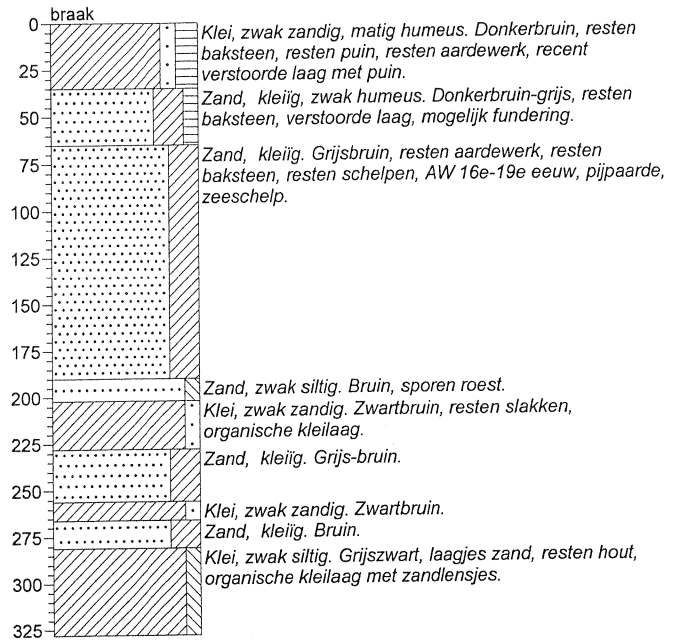 braak
0
Klei, zwak zandig, matig humeus. Donkerbruin, resten
baksteen, resten puin, resten aardewerk, recent
25
verstoorde laag met puin.
Zand, kleiïg, zwak humeus. Donkerbruin-grijs, resten
50
baksteen, verstoorde laag, mogelijk fundering.
Zand, kleiïg. Grijsbruin, resten aardewerk, resten
75
baksteen, resten schelpen, AW 16e-19e eeuw, pijpaarde,
zeeschelp.
100
125
150
175
Zand, zwak siltig. Bruin, sporen roest.
200
Klei, zwak zandig. Zwartbruin, resten slakken,
organische kleilaag.
225
Zand, kleiïg. Grijs-bruin.
250
Klei, zwak zandig. Zwartbruin.
Zand, kleiïg. Bruin.
275
Klei, zwak siltig. Grijszwart, laagjes zand, resten hout,
organische kleilaag met zandlensjes.
300
325